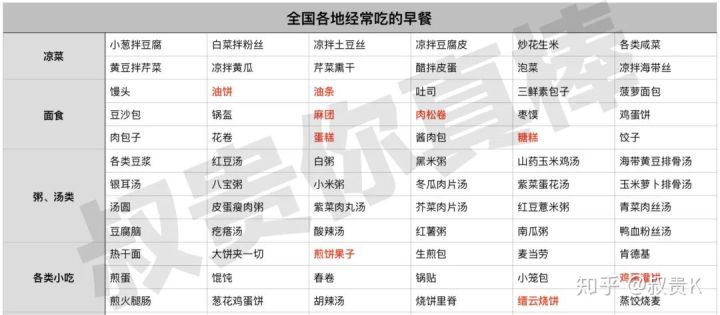 全国各地经常吃的早餐
凉菜
小葱拌豆腐 白菜拌粉丝 凉拌土豆丝 凉拌豆腐皮 炒花生米 各类咸菜
黄豆拌芹菜 凉拌黄瓜 芹菜熏干 醋拌皮蛋 泡菜 凉拌海带丝
面食
馒头 油饼 油条 吐司 三鲜素包子 菠萝面包
豆沙包 锅盔 麻团 肉松卷 枣馍 鸡蛋饼
肉包子 花卷 蛋糕 酱肉包 糖糕 饺子
粥、汤类
各类豆浆 红豆汤 白粥 黑米粥 山药玉米鸡汤 海带黄豆排骨汤
银耳汤 八宝粥 小米粥 冬瓜肉片汤 紫菜蛋花汤 玉米萝卜排骨汤
汤圆 皮蛋瘦肉粥 紫菜肉丸汤 芥菜肉片汤 红豆薏米粥 青菜肉丝汤
豆腐脑 疙瘩汤 酸辣汤 红薯粥 南瓜粥 鸭血粉丝汤
各类小吃
热干面 大饼夹一切 煎饼果子 生煎包 麦当劳 肯德基
煎蛋 馄饨 春卷 锅贴 小笼包 鸡蛋灌饼
煎火腿肠 葱花鸡蛋饼 胡辣汤 烧饼里脊 缙云烧饼 蒸饺烧麦
叔贵你真棒
知乎 @叔贵K